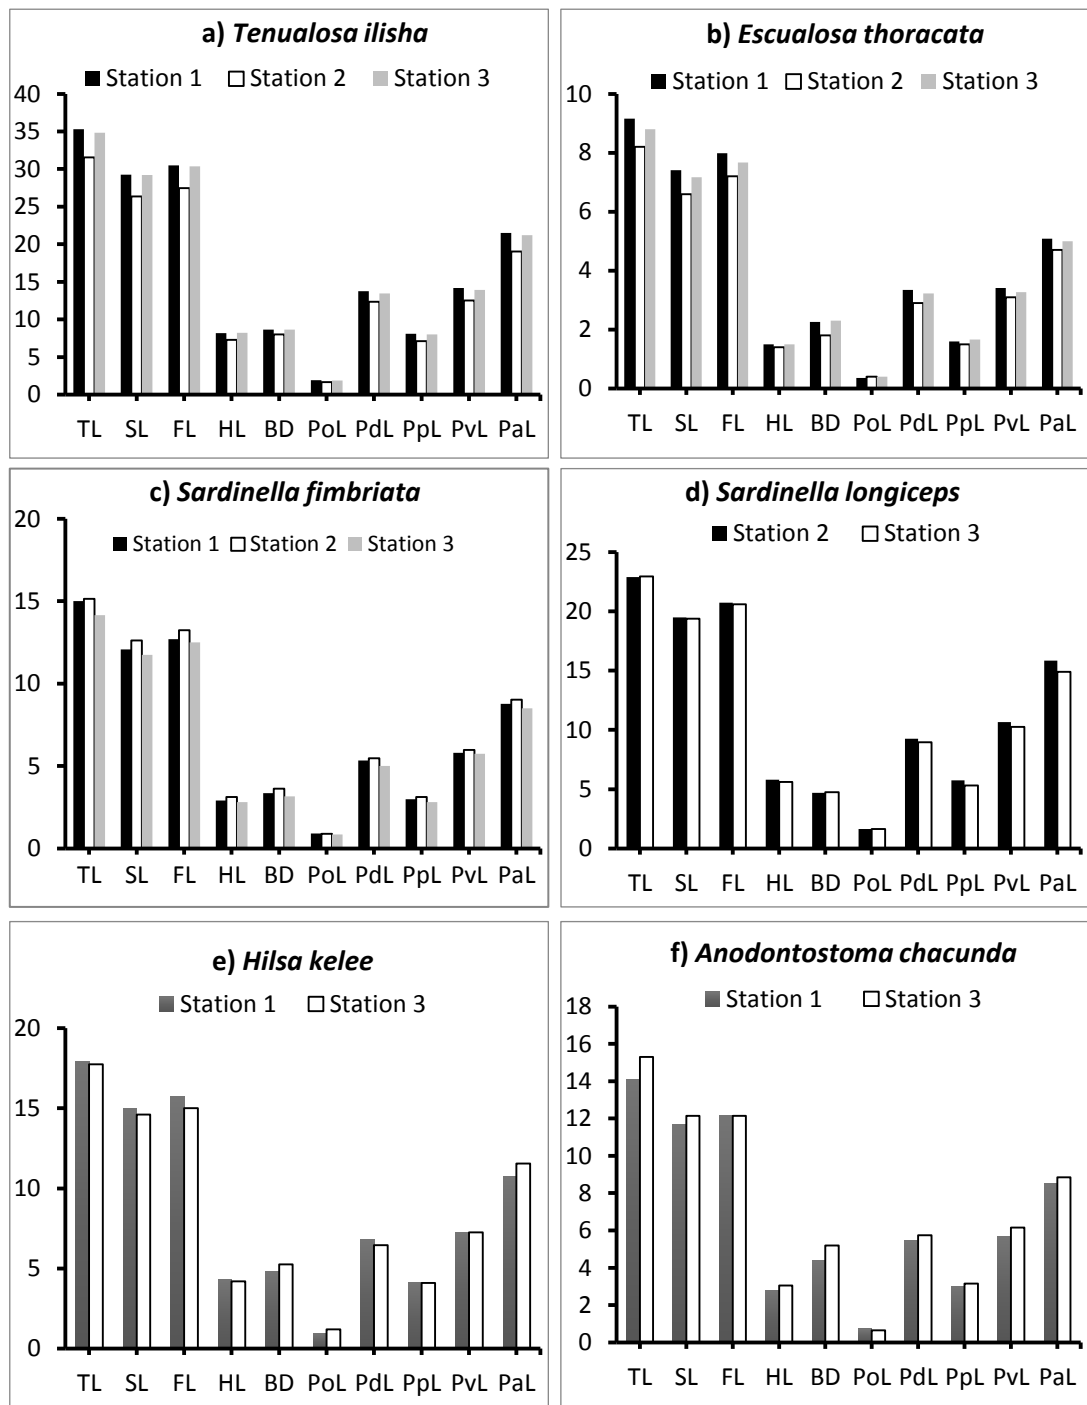 a) Tenualosa ilisha
Station 1 Station 2 Station 3
40
35
30
25
20
15
10
5
0
TL SL FL HL BD PoL PdL PpL PvL PaL
b) Escualosa thoracata
Station 1 Station 2 Station 3
10
8
6
4
2
0
TL SL FL HL BD PoL PdL PpL PvL PaL
c) Sardinella fimbriata
Station 1 Station 2 Station 3
20
15
10
5
0
TL SL FL HL BD PoL PdL PpL PvL PaL
d) Sardinella longiceps
Station 2 Station 3
25
20
15
10
5
0
TL SL FL HL BD PoL PdL PpL PvL PaL
e) Hilsa kelee
Station 1 Station 3
20
15
10
5
0
TL SL FL HL BD PoL PdL PpL PvL PaL
f) Anodontostoma chacunda
Station 1 Station 3
18
16
14
12
10
8
6
4
2
0
TL SL FL HL BD PoL PdL PpL PvL PaL